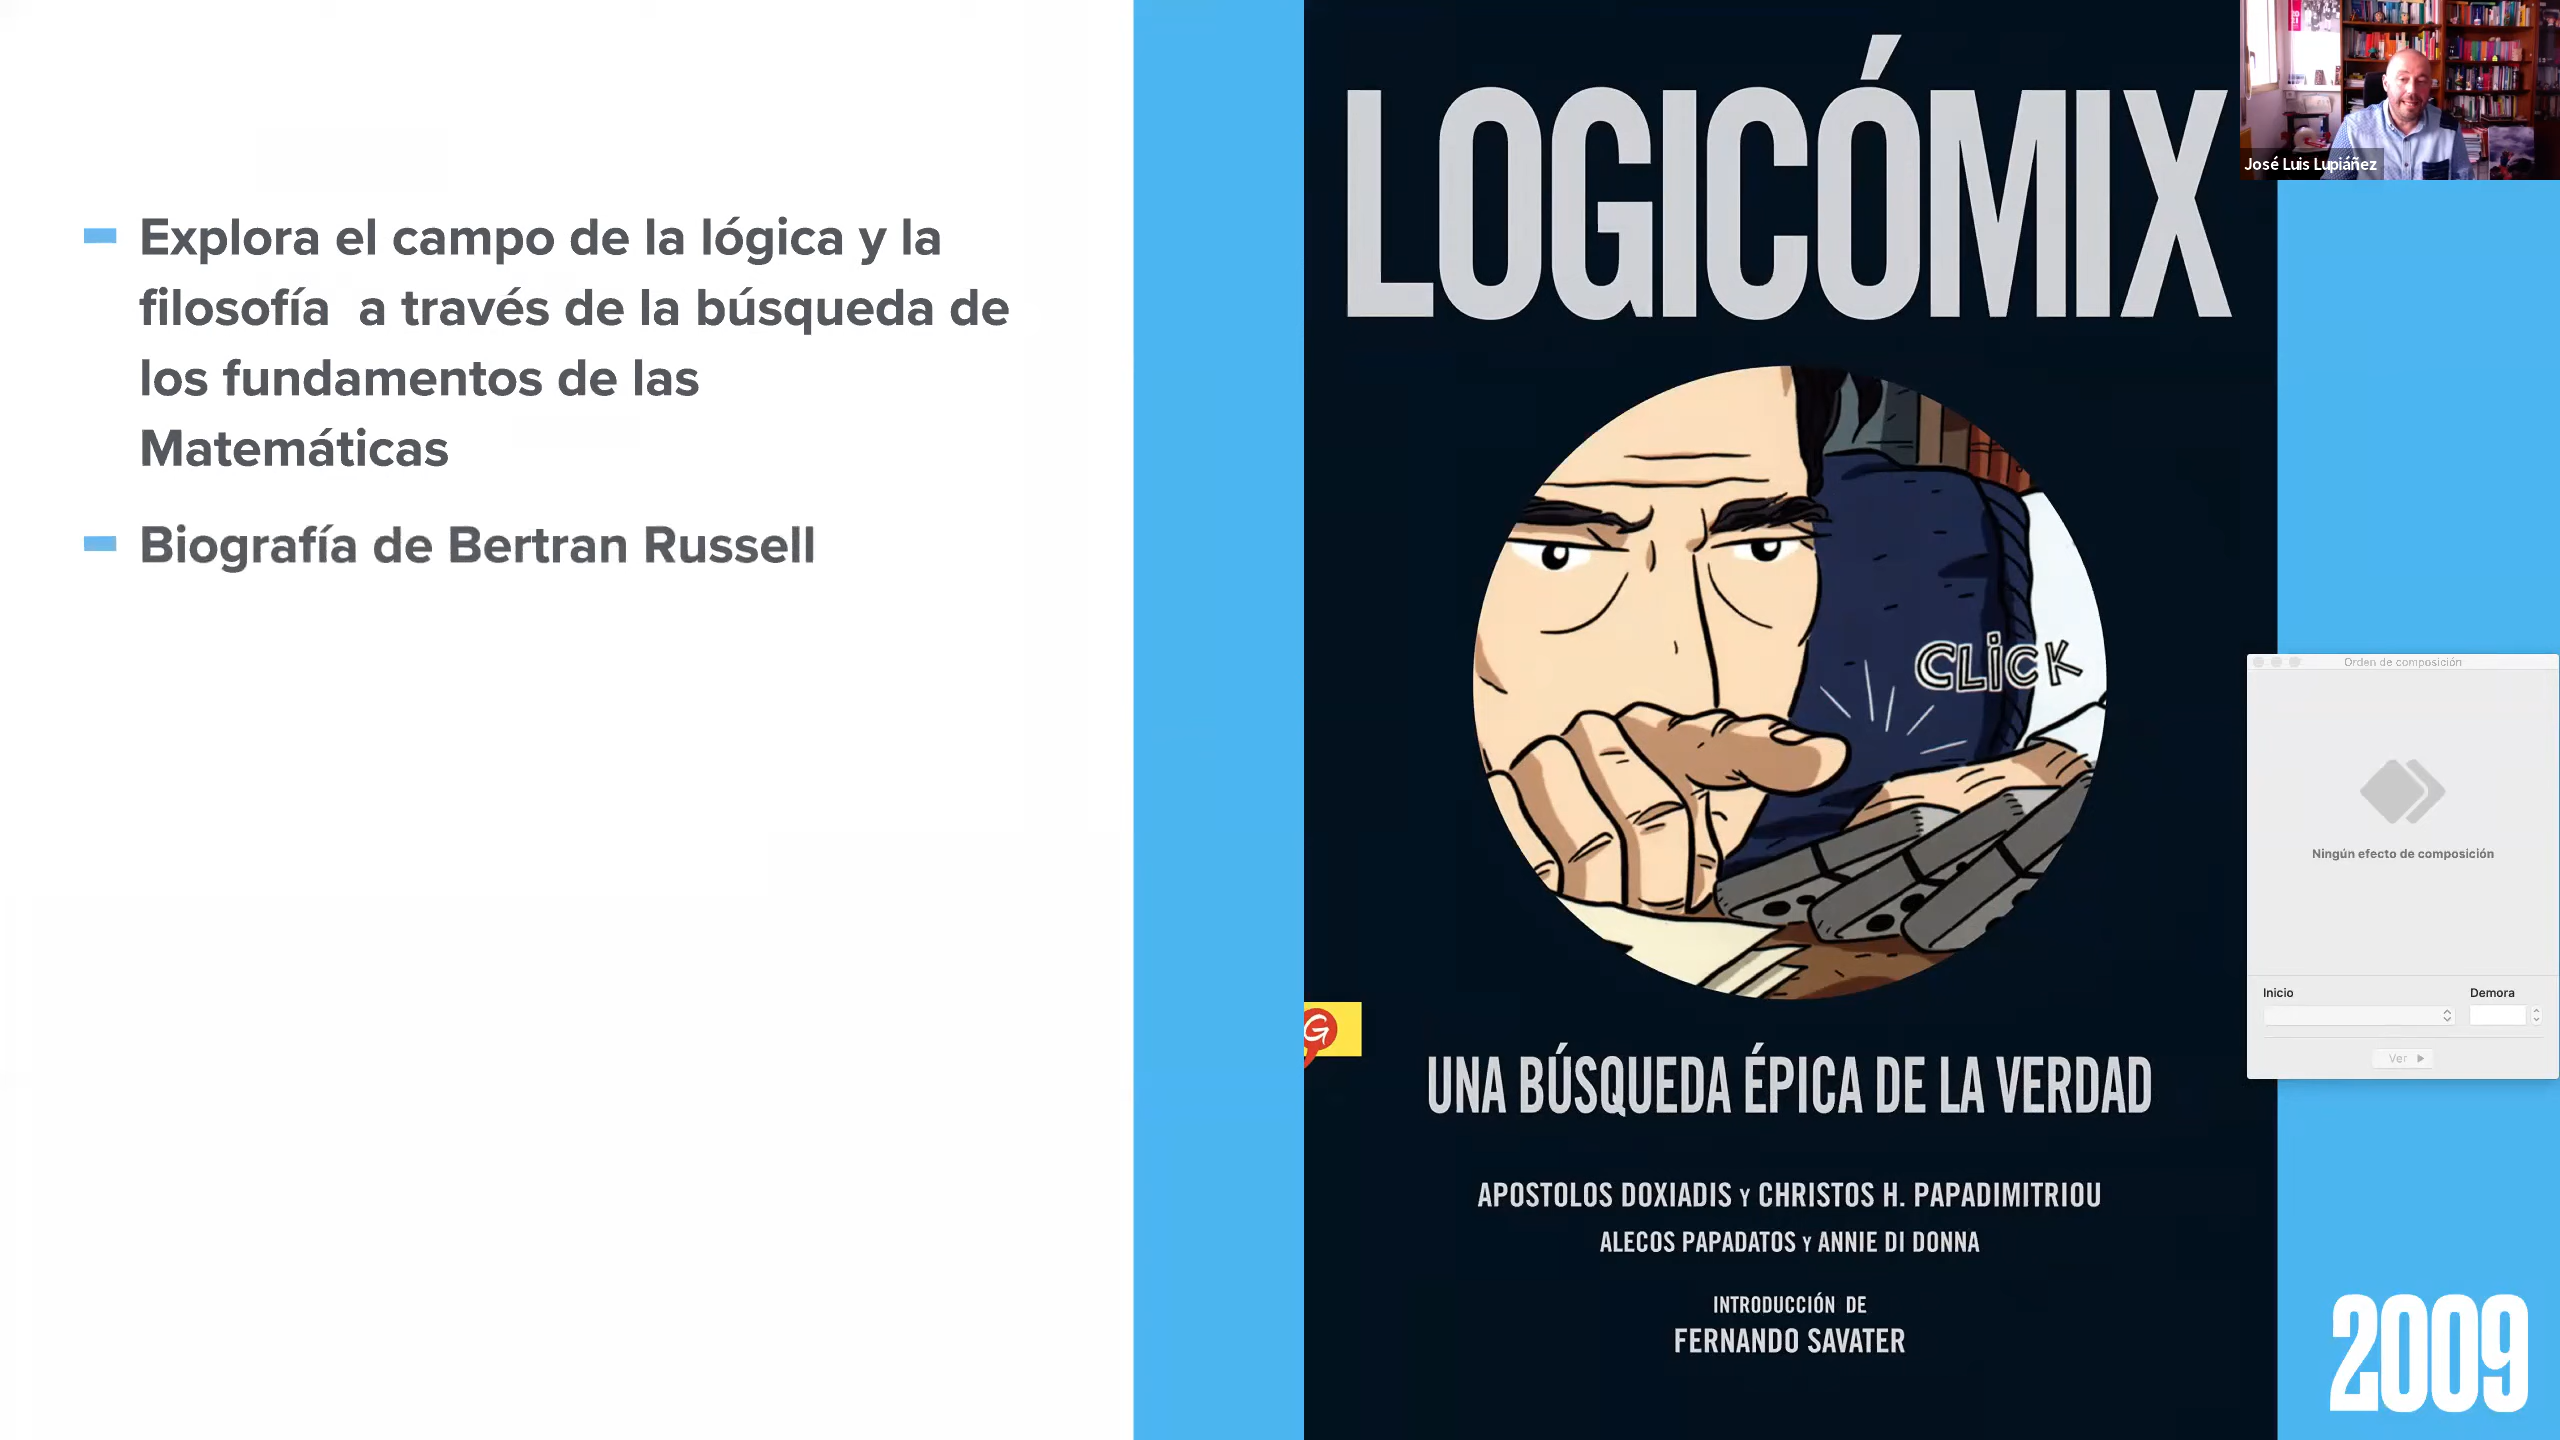 Explora el campo de la lógica y la
filosofía  a través de la búsqueda de
los fundamentos de las
Matemáticas
Biografía de Bertran Russell
LOGICÓMIX
CLiCK
G
UNA BÚSQUEDA ÉPICA DE LA VERDAD
APOSTOLOS DOXIADIS Y CHRISTOS H. PAPADIMITRIOU
ALECOS PAPADATOS Y ANNIE DI DONNA
INTRODUCCIÓN DE
FERNANDO SAVATER
José Luis Lupiáñez
Orden de composición
Ningún efecto de composición
Inicio
Demora
Ver
2009